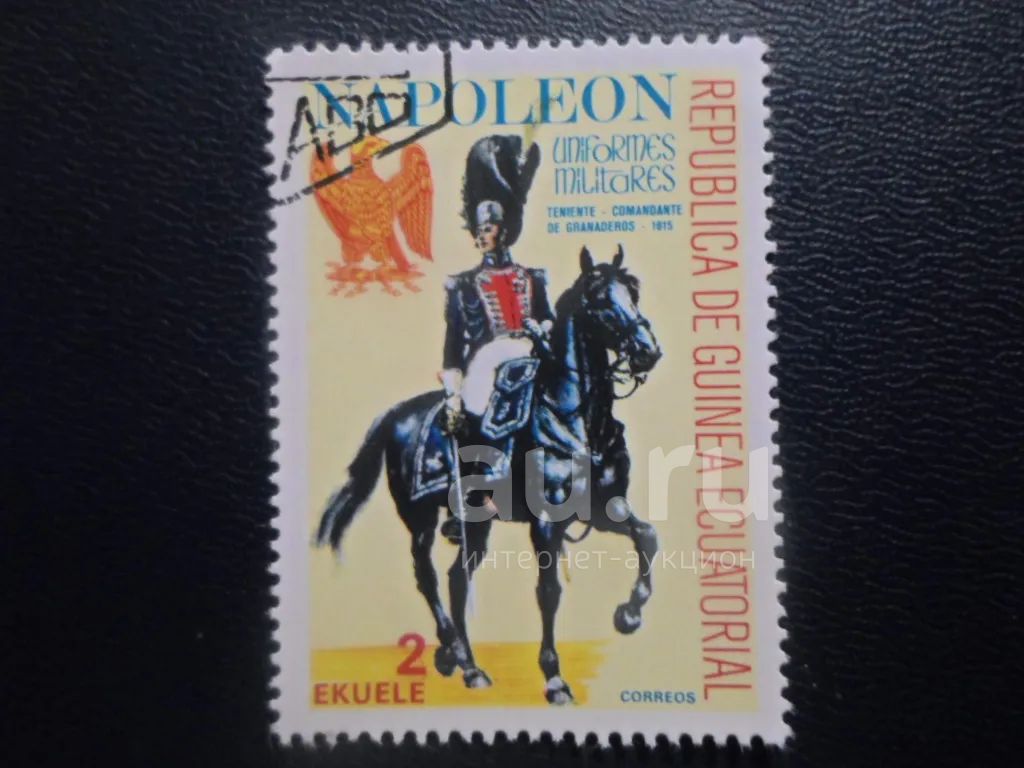 NAPOLEON
UNIFORMES
MILITARES
TENIENTE - COMANDANTE
DE GRANADEROS - 1815
REPUBLICA DE GUINEA ECUATORIAL
2
EKUELE
CORREOS
ABO
au.ru
интернет-аукцион